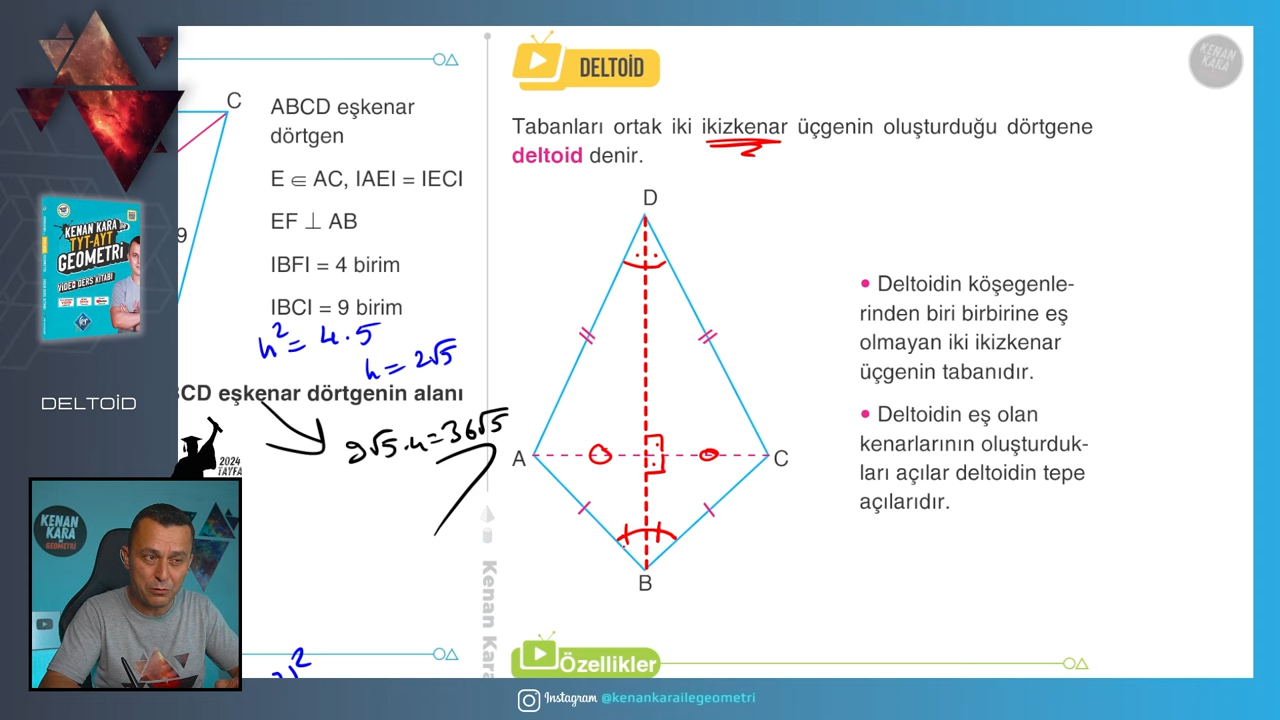 C
ABCD eşkenar
dörtgen
E ∈ AC, IAEI = IECI
EF ⊥ AB
IBFI = 4 birim
IBCI = 9 birim
9
h² = 4 . 5
h = 2√5
BCD eşkenar dörtgenin alanı
9√5 . 4 = 36√5
DELTOİD
Tabanları ortak iki ikizkenar üçgenin oluşturduğu dörtgene
deltoid denir.
D
A
C
B
• Deltoidin köşegenle-
rinden biri birbirine eş
olmayan iki ikizkenar
üçgenin tabanıdır.
• Deltoidin eş olan
kenarlarının oluşturduk-
ları açılar deltoidin tepe
açılarıdır.
Özellikler
Kenan Kara
KENAN
KARA
KENAN KARA
TYT-AYT
GEOMETRİ
VİDEO DERS KİTABI
DELTOİD
2024
TAYFA
KENAN
KARA
GEOMETRİ
Instagram @kenankarailegeometri